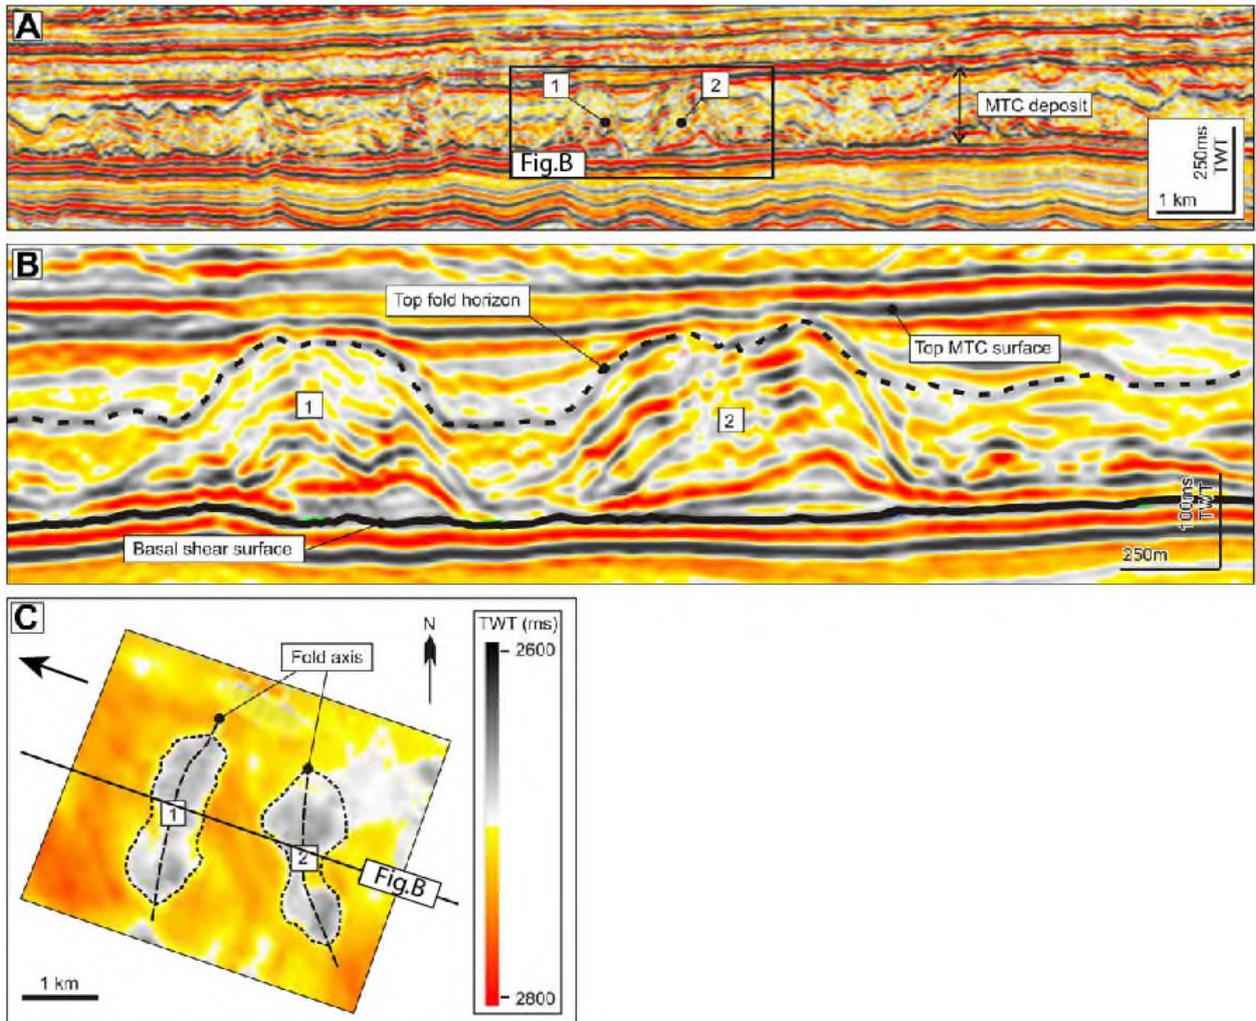 A
1
2
MTC deposit
Fig.B
250ms
TWT
1 km
B
Top fold horizon
Top MTC surface
1
2
100ms
TWT
Basal shear surface
250m
C
N
TWT (ms)
2600
Fold axis
1
2
Fig.B
1 km
2800